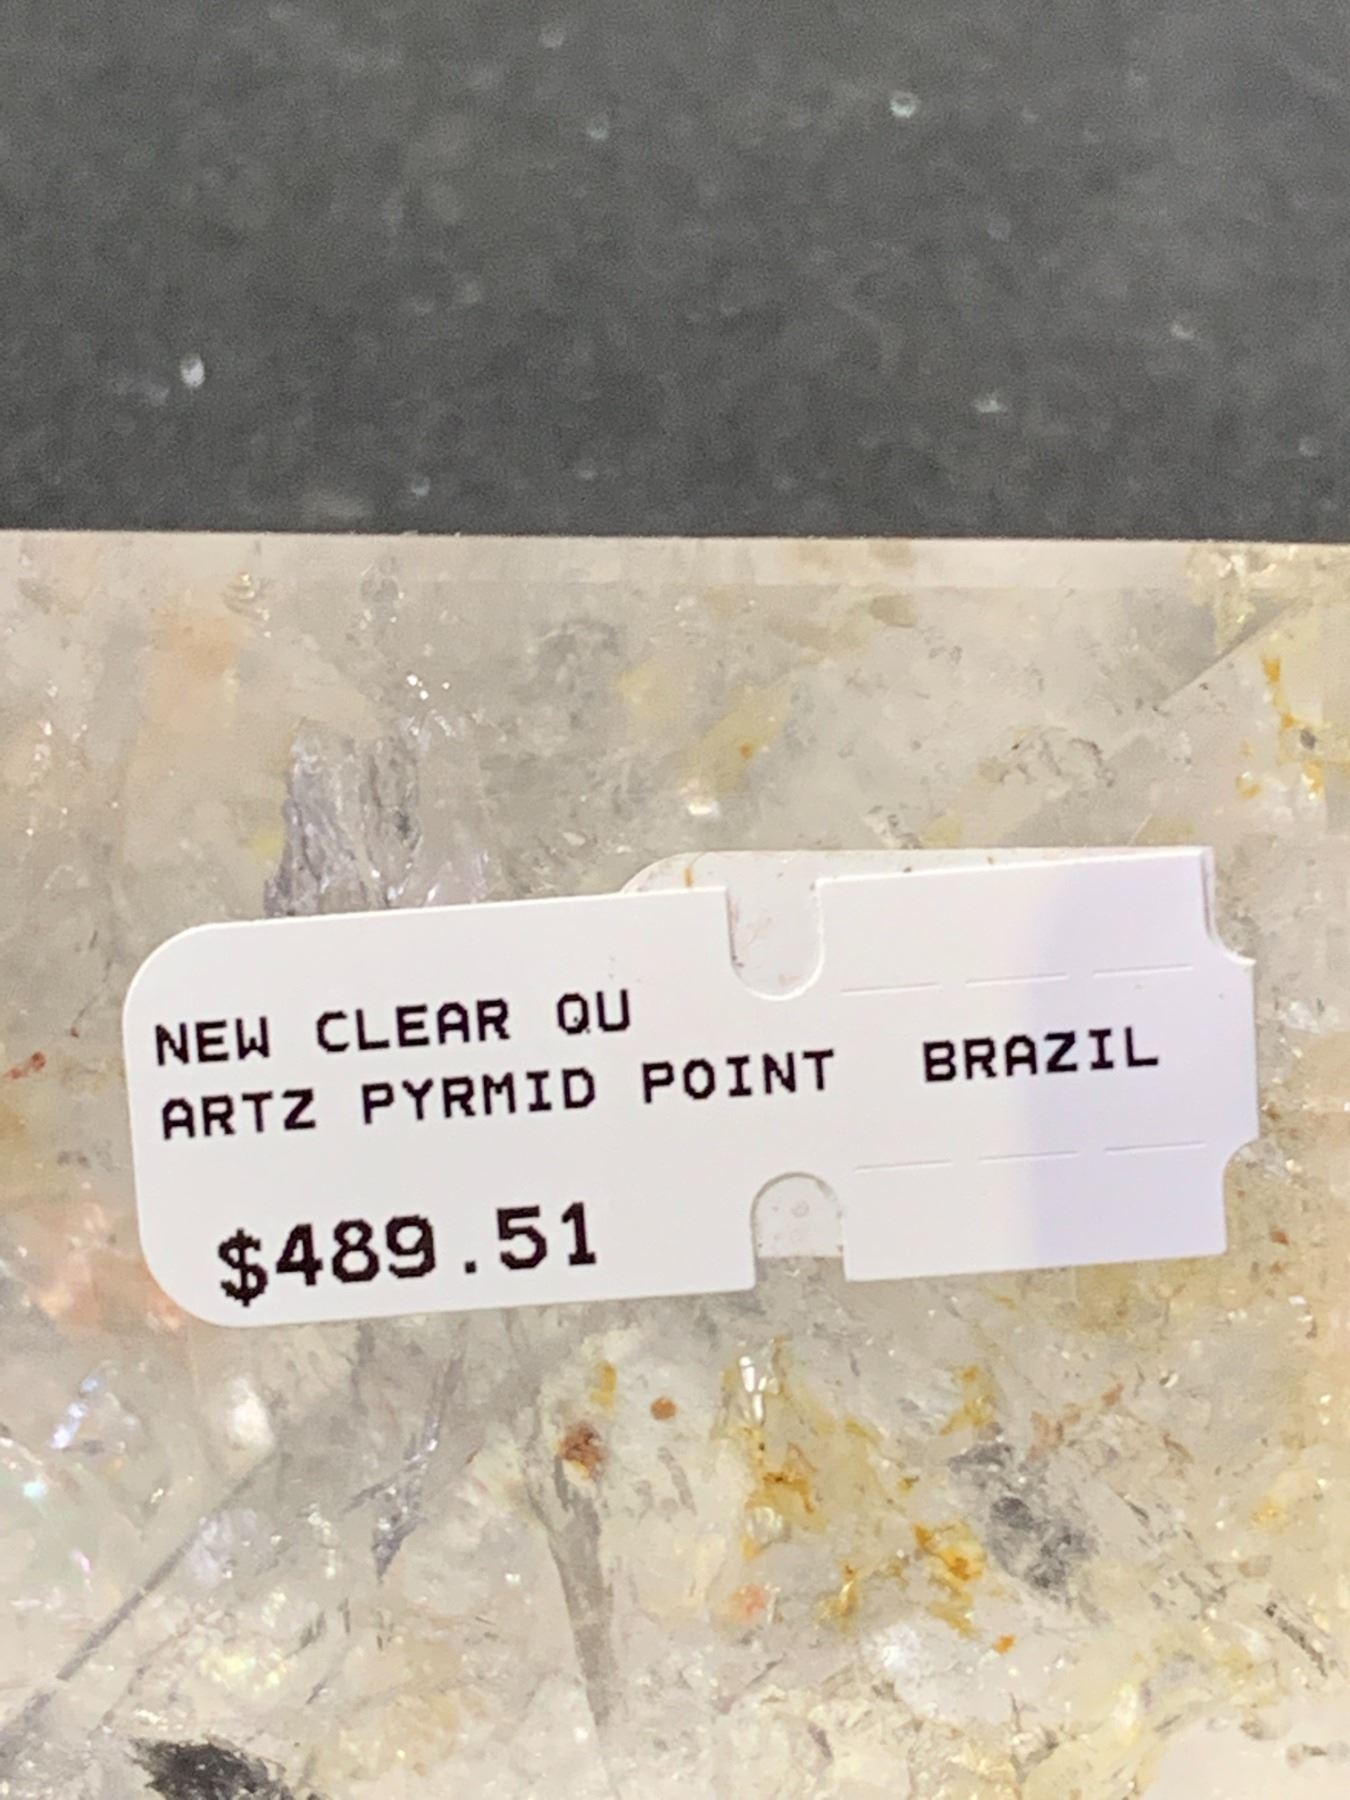 NEW CLEAR QU
ARTZ PYRMID POINT BRAZIL
$489.51